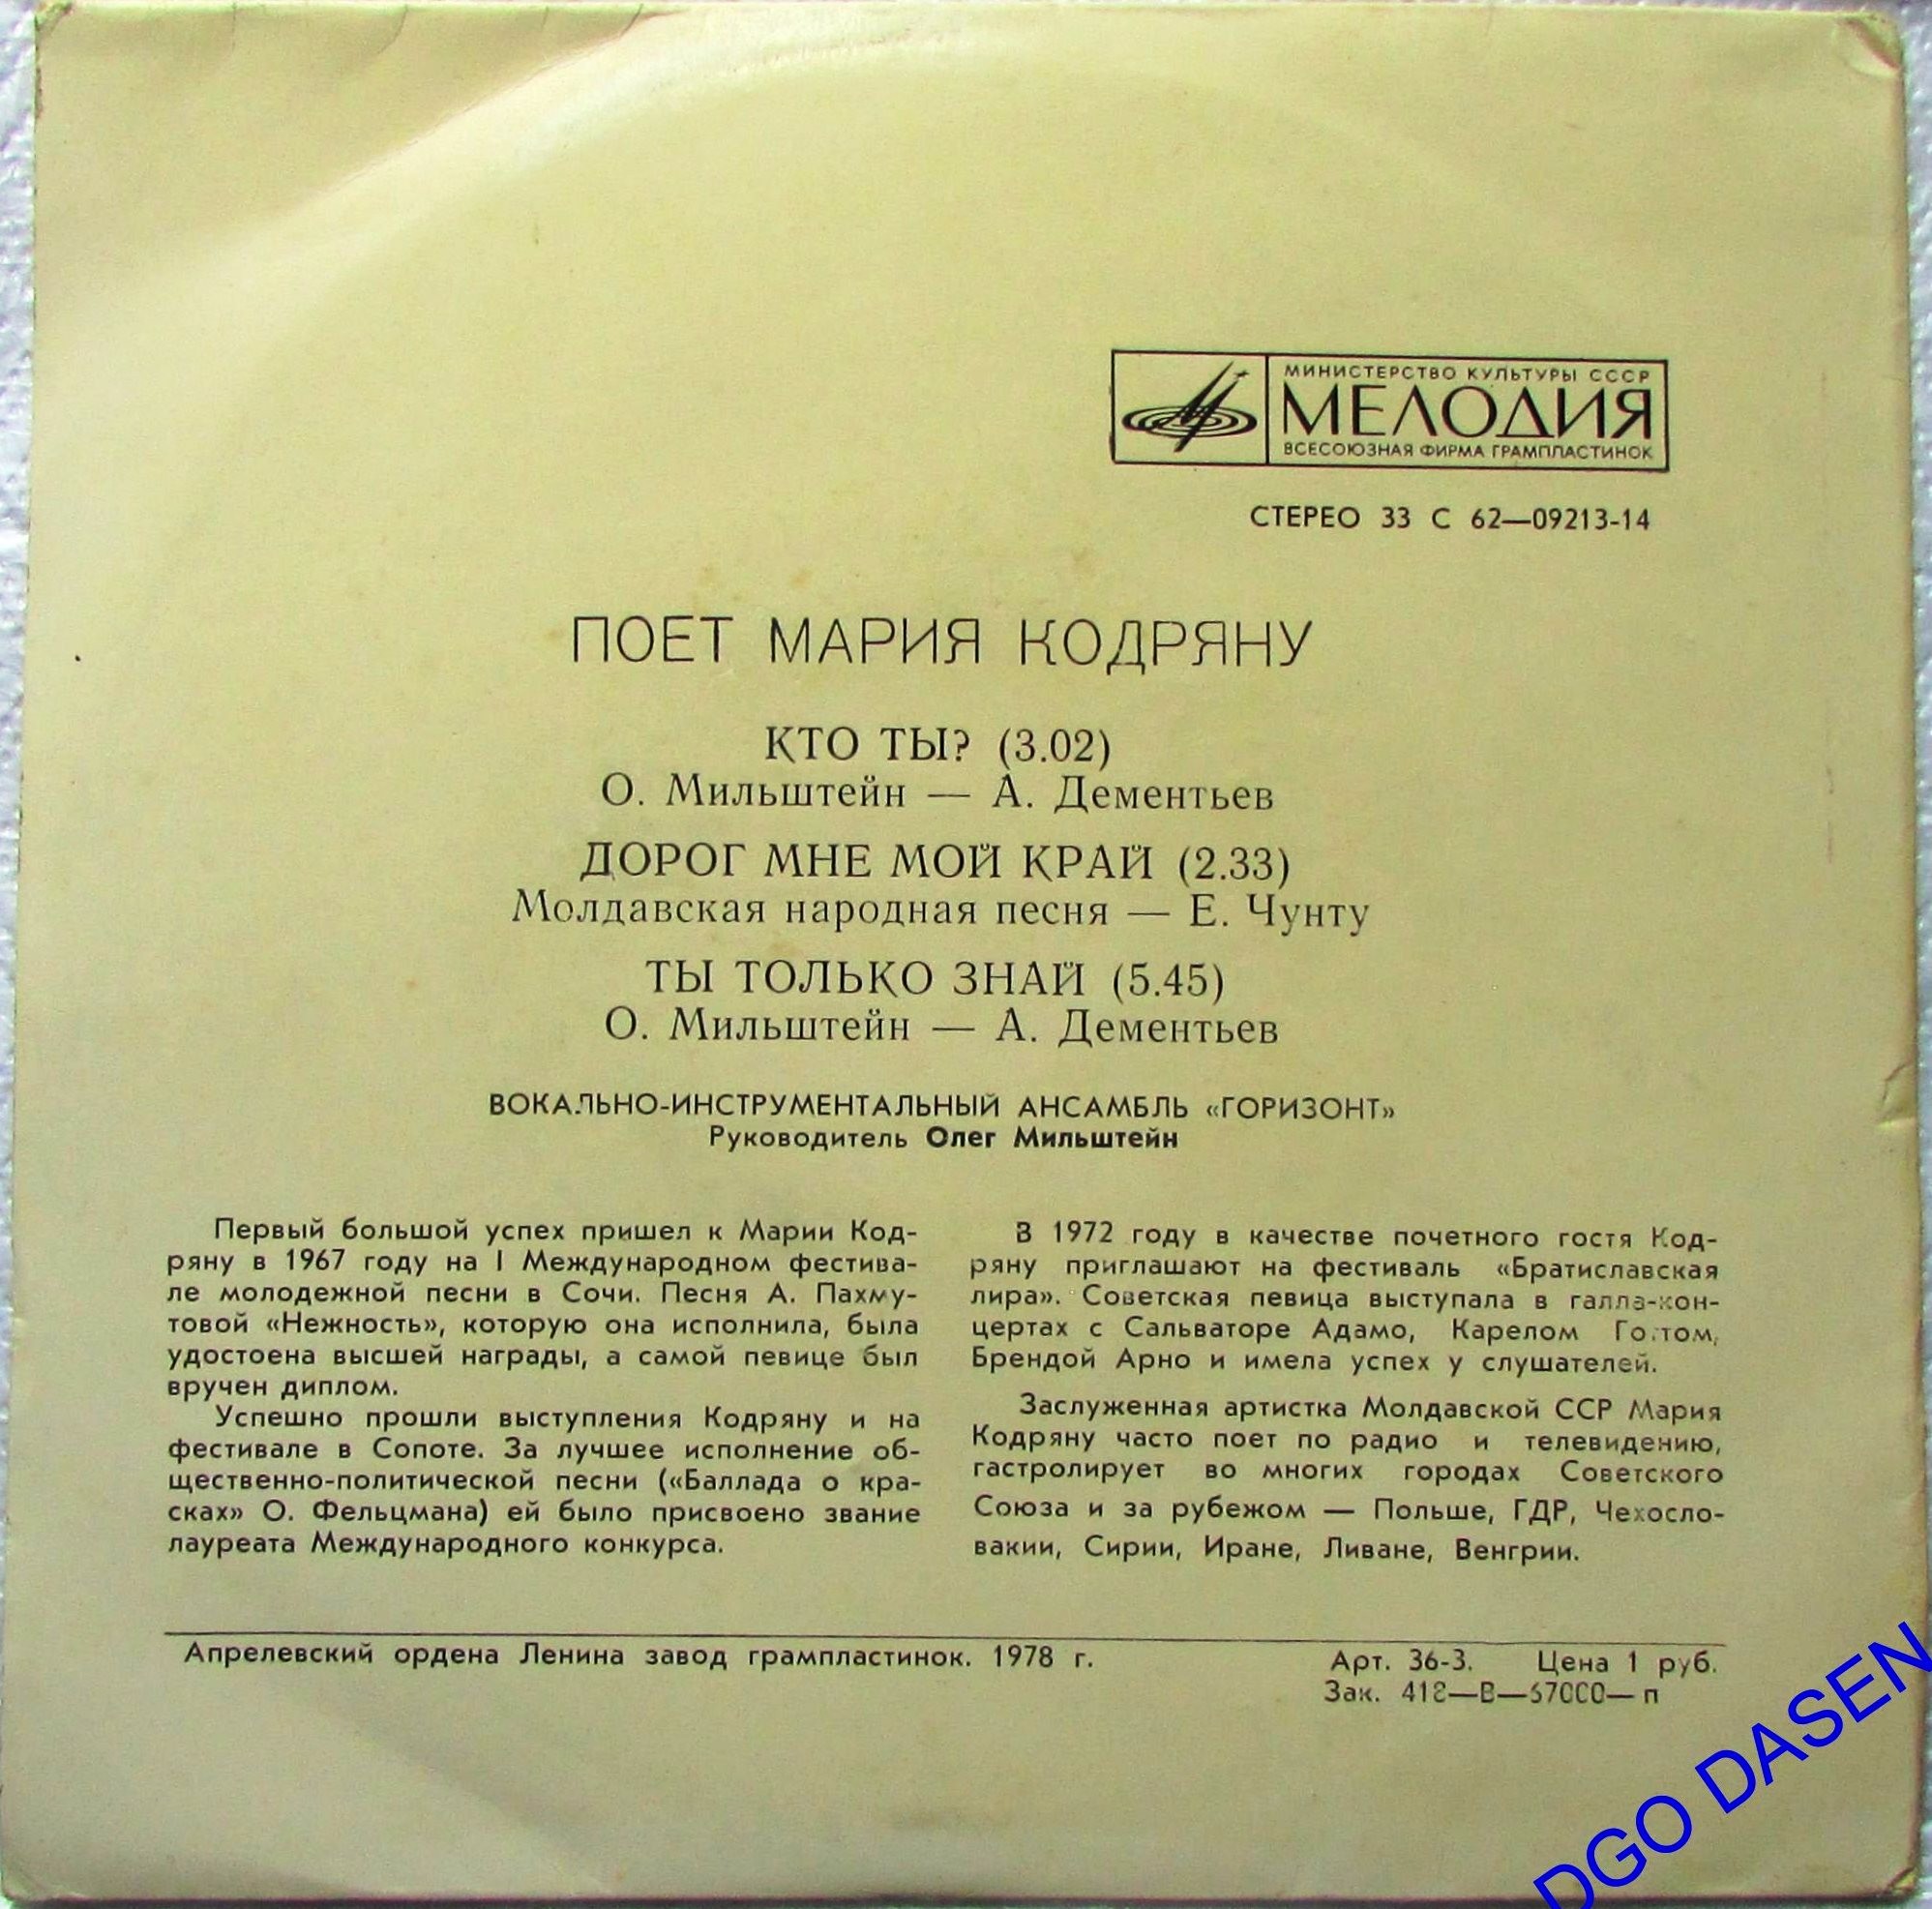 МИНИСТЕРСТВО КУЛЬТУРЫ СССР
МЕЛОДИЯ
ВСЕСОЮЗНАЯ ФИРМА ГРАМПЛАСТИНОК
СТЕРЕО 33 С 62—09213-14
ПОЕТ МАРИЯ КОДРЯНУ
КТО ТЫ? (3.02)
О. Мильштейн — А. Дементьев
ДОРОГ МНЕ МОЙ КРАЙ (2.33)
Молдавская народная песня — Е. Чунту
ТЫ ТОЛЬКО ЗНАЙ (5.45)
О. Мильштейн — А. Дементьев
ВОКАЛЬНО-ИНСТРУМЕНТАЛЬНЫЙ АНСАМБЛЬ «ГОРИЗОНТ»
Руководитель Олег Мильштейн
Первый большой успех пришел к Марии Код-
ряну в 1967 году на I Международном фестива-
ле молодежной песни в Сочи. Песня А. Пахму-
товой «Нежность», которую она исполнила, была
удостоена высшей награды, а самой певице был
вручен диплом.
Успешно прошли выступления Кодряну и на
фестивале в Сопоте. За лучшее исполнение об-
щественно-политической песни («Баллада о кра-
сках» О. Фельцмана) ей было присвоено звание
лауреата Международного конкурса.
В 1972 году в качестве почетного гостя Код-
ряну приглашают на фестиваль «Братиславская
лира». Советская певица выступала в галла-кон-
цертах с Сальваторе Адамо, Карелом Готтом,
Брендой Арно и имела успех у слушателей.
Заслуженная артистка Молдавской ССР Мария
Кодряну часто поет по радио и телевидению,
гастролирует во многих городах Советского
Союза и за рубежом — Польше, ГДР, Чехосло-
вакии, Сирии, Иране, Ливане, Венгрии.
Апрелевский ордена Ленина завод грампластинок. 1978 г.
Арт. 36-3. Цена 1 руб.
Зак.
DGO DASEN